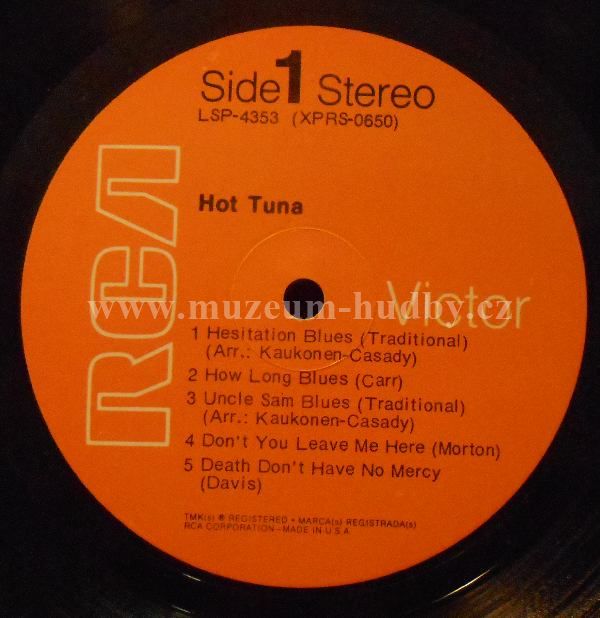 Side 1 Stereo
LSP-4353 (XPRS-0650)
RCA
Hot Tuna
Victor
www.muzeum-hudby.cz
1 Hesitation Blues (Traditional)
(Arr.: Kaukonen-Casady)
2 How Long Blues (Carr)
3 Uncle Sam Blues (Traditional)
(Arr.: Kaukonen-Casady)
4 Don't You Leave Me Here (Morton)
5 Death Don't Have No Mercy
(Davis)
TMK(s) ® REGISTERED • MARCA(s) REGISTRADA(s)
RCA CORPORATION—MADE IN U.S.A.